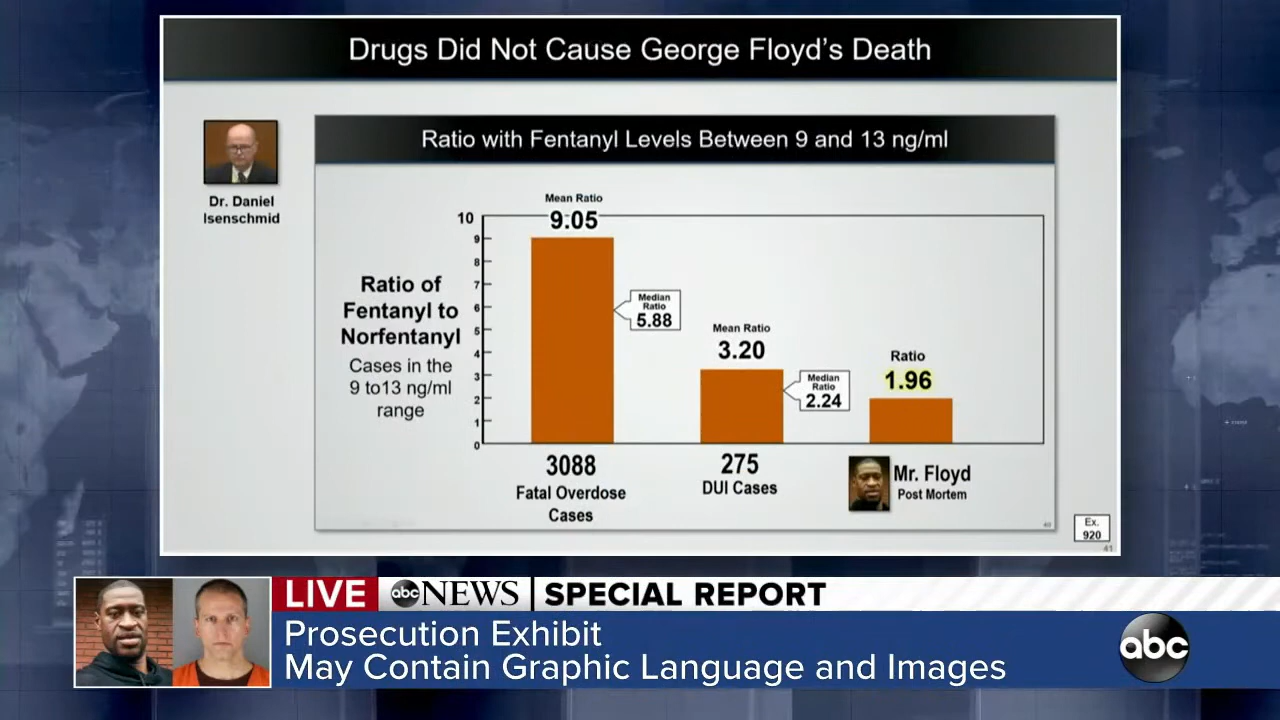 Drugs Did Not Cause George Floyd's Death
Dr. Daniel
Isenschmid
Ratio with Fentanyl Levels Between 9 and 13 ng/ml
Ratio of
Fentanyl to
Norfentanyl
Cases in the
9 to13 ng/ml
range
10
9
8
7
6
5
4
3
2
1
0
Mean Ratio
9.05
Median
Ratio
5.88
3088
Fatal Overdose
Cases
Mean Ratio
3.20
Median
Ratio
2.24
275
DUI Cases
Ratio
1.96
Mr. Floyd
Post Mortem
40
Ex.
920
41
LIVE
abc NEWS
SPECIAL REPORT
Prosecution Exhibit
May Contain Graphic Language and Images
abc